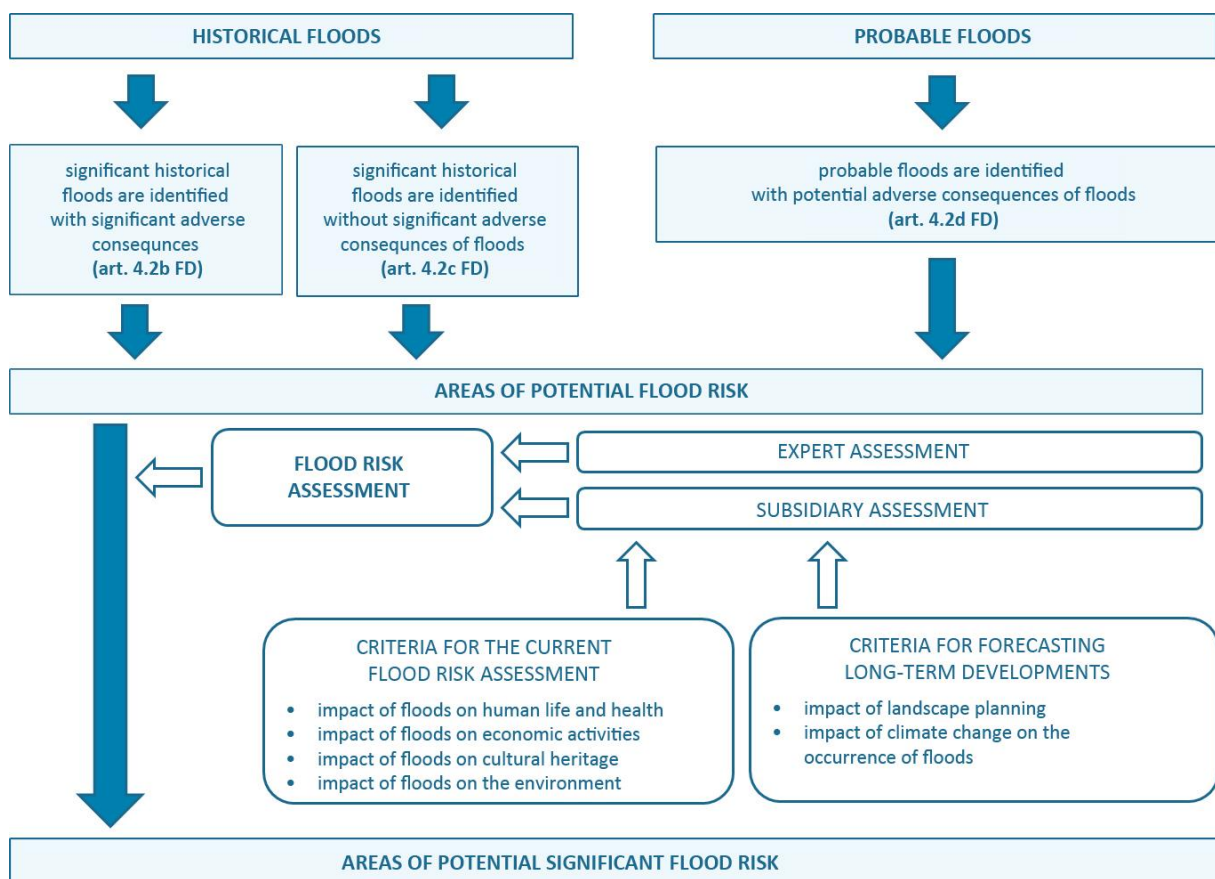 HISTORICAL FLOODS
PROBABLE FLOODS
significant historical
floods are identified
with significant adverse
consequnces
(art. 4.2b FD)
significant historical
floods are identified
without significant adverse
consequnces of floods
(art. 4.2c FD)
probable floods are identified
with potential adverse consequences of floods
(art. 4.2d FD)
AREAS OF POTENTIAL FLOOD RISK
FLOOD RISK
ASSESSMENT
EXPERT ASSESSMENT
SUBSIDIARY ASSESSMENT
CRITERIA FOR THE CURRENT
FLOOD RISK ASSESSMENT
• impact of floods on human life and health
• impact of floods on economic activities
• impact of floods on cultural heritage
• impact of floods on the environment
CRITERIA FOR FORECASTING
LONG-TERM DEVELOPMENTS
• impact of landscape planning
• impact of climate change on the
occurrence of floods
AREAS OF POTENTIAL SIGNIFICANT FLOOD RISK